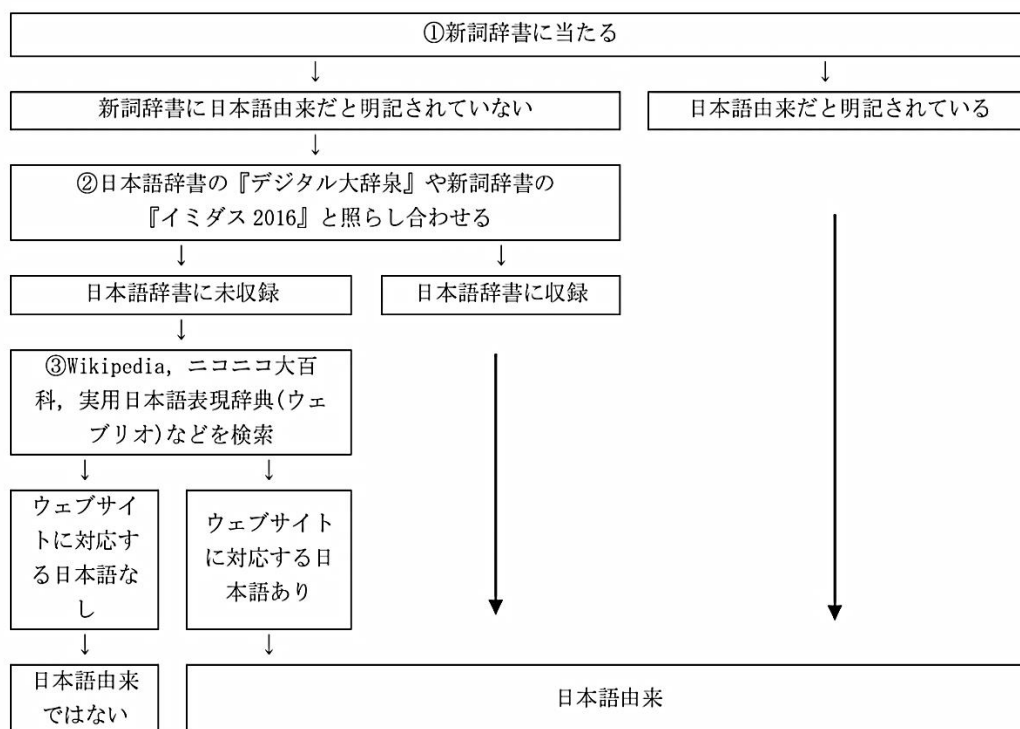 ①新詞辞書に当たる
↓
↓
新詞辞書に日本語由来だと明記されていない
日本語由来だと明記されている
↓
②日本語辞書の『デジタル大辞泉』や新詞辞書の
『イミダス 2016』と照らし合わせる
↓
↓
日本語辞書に未収録
日本語辞書に収録
↓
③Wikipedia, ニコニコ大百
科, 実用日本語表現辞典(ウェ
ブリオ)などを検索
↓
↓
ウェブサイ
トに対応す
る日本語な
し
ウェブサイト
に対応する日
本語あり
↓
↓
日本語由来
ではない
日本語由来